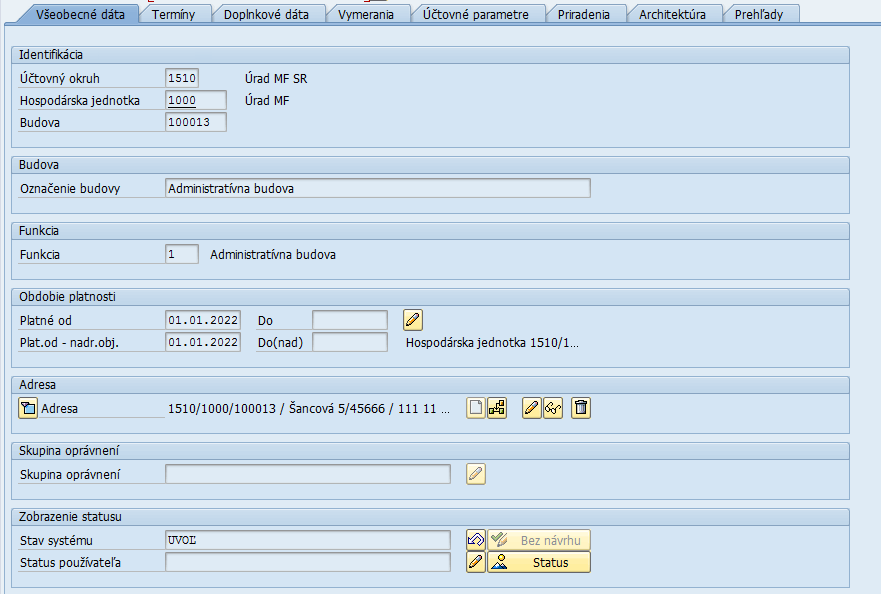 Všeobecné dáta Termíny Doplnkové dáta Vymerania Účtovné parametre Priradenia Architektúra Prehľady
Identifikácia
Účtovný okruh 1510 Úrad MF SR
Hospodárska jednotka 1000 Úrad MF
Budova 100013
Budova
Označenie budovy Administratívna budova
Funkcia
Funkcia 1 Administratívna budova
Obdobie platnosti
Platné od 01.01.2022 Do
Plat.od - nadr.obj. 01.01.2022 Do(nad) Hospodárska jednotka 1510/1...
Adresa
Adresa 1510/1000/100013 / Šancová 5/45666 / 111 11 ...
Skupina oprávnení
Skupina oprávnení
Zobrazenie statusu
Stav systému UVOĽ Bez návrhu
Status používateľa Status